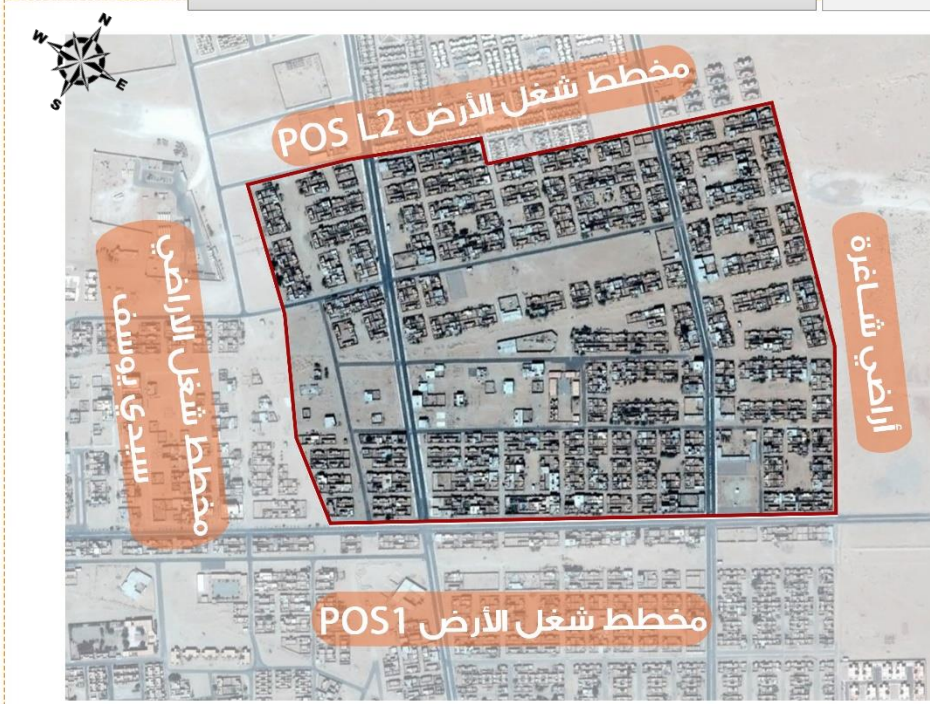 N
W
E
S
مخطط شغل الأرض POS L2
مخطط شغل الاراضي
سيدي يوسف
أراضي شاغرة
مخطط شغل الأرض POS1